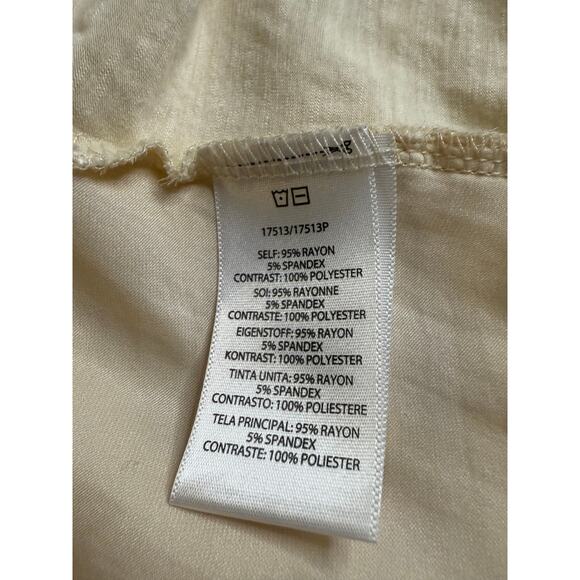 17513/17513P
SELF: 95% RAYON
5% SPANDEX
CONTRAST: 100% POLYESTER
SOI: 95% RAYONNE
5% SPANDEX
CONTRASTE: 100% POLYESTER
EIGENSTOFF: 95% RAYON
5% SPANDEX
KONTRAST: 100% POLYESTER
TINTA UNITA: 95% RAYON
5% SPANDEX
CONTRASTO: 100% POLIESTERE
TELA PRINCIPAL: 95% RAYON
5% SPANDEX
CONTRASTE: 100% POLIESTER